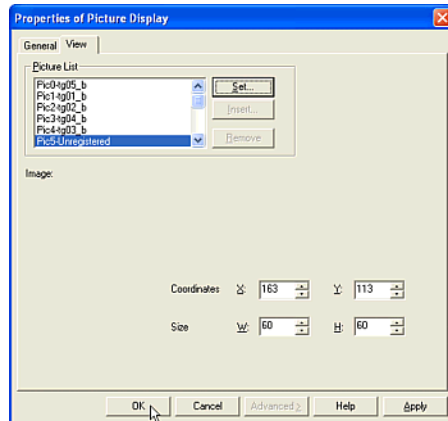 Properties of Picture Display
General View
Picture List
Pic0-tg05_b
Pic1-tg01_b
Pic2-tg02_b
Pic3-tg04_b
Pic4-tg03_b
Pic5-Unregistered
Set...
Insert...
Remove
Image:
Coordinates X: 163 Y: 113
Size W: 60 H: 60
OK Cancel Advanced > Help Apply